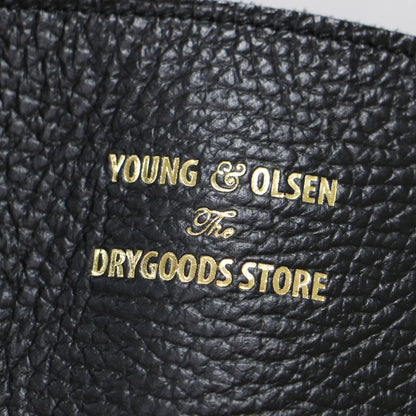 YOUNG & OLSEN
The
DRYGOODS STORE